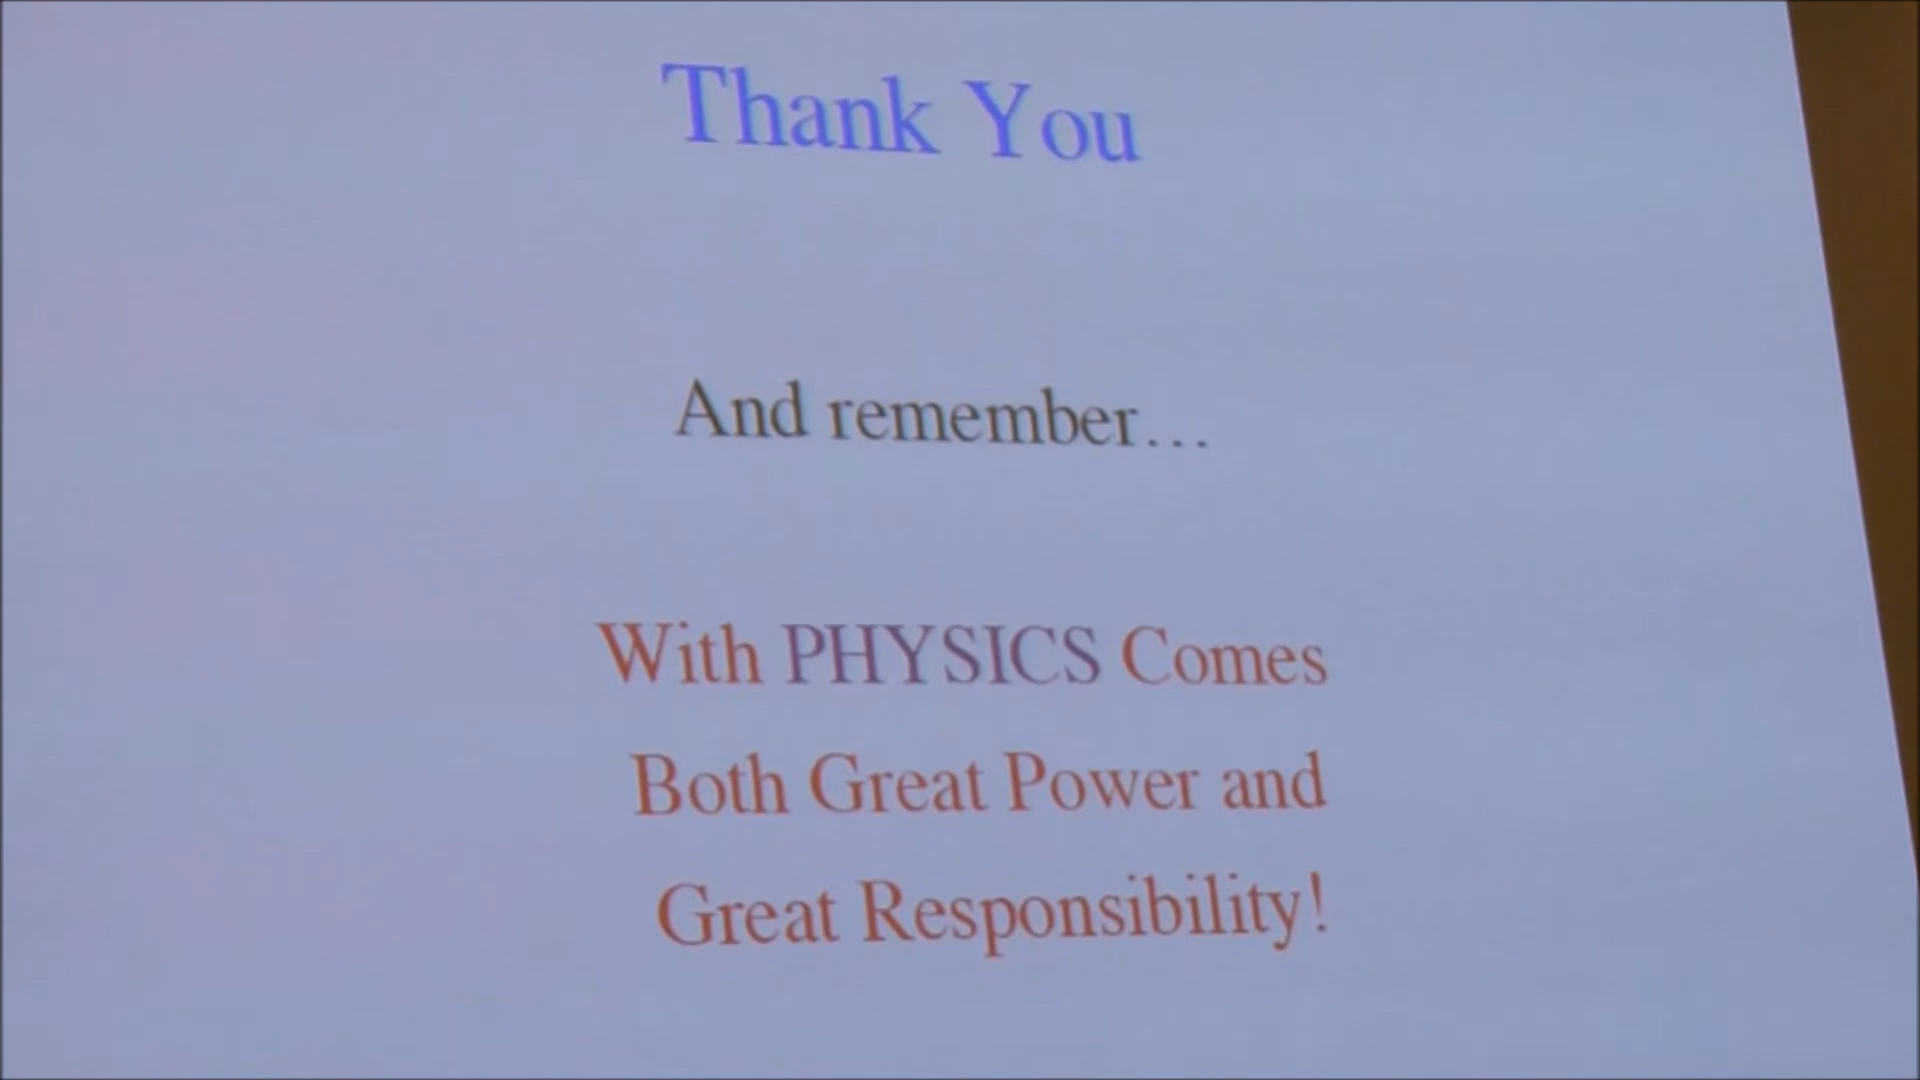 Thank You
And remember…
With PHYSICS Comes
Both Great Power and
Great Responsibility!